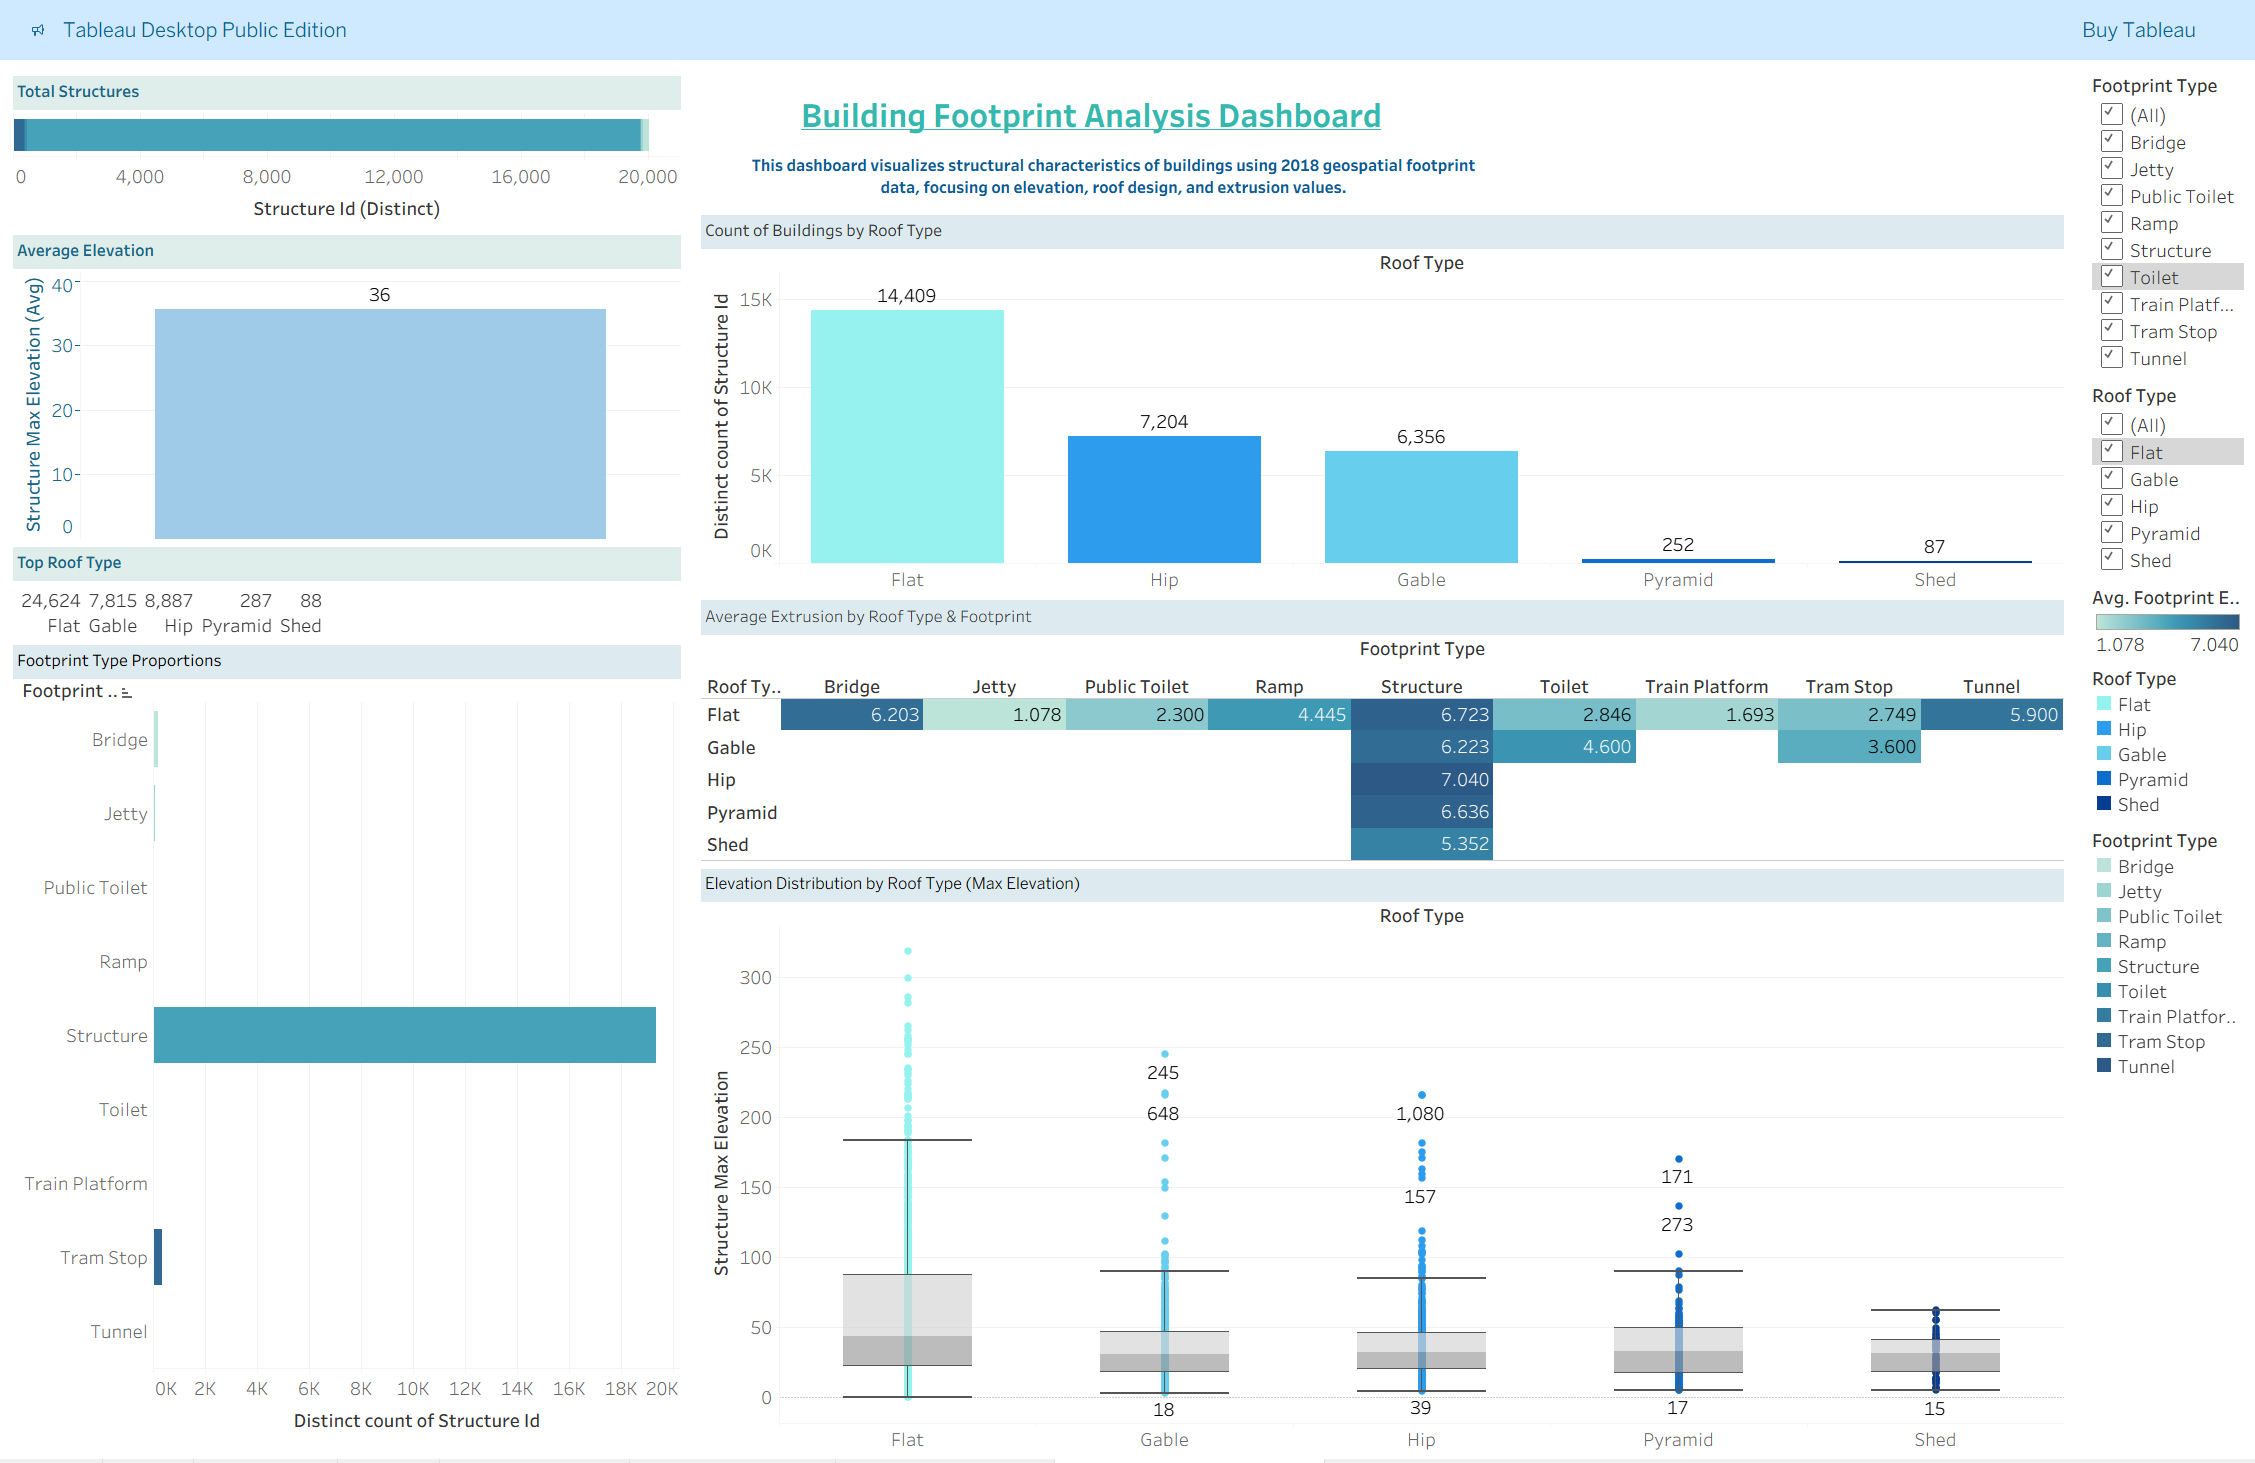 Tableau Desktop Public Edition
Buy Tableau
Total Structures
0 4,000 8,000 12,000 16,000 20,000
Structure Id (Distinct)
Average Elevation
Structure Max Elevation (Avg)
40
30
20
10
0
36
Top Roof Type
24,624 7,815 8,887 287 88
Flat Gable Hip Pyramid Shed
Footprint Type Proportions
Footprint ..
Bridge
Jetty
Public Toilet
Ramp
Structure
Toilet
Train Platform
Tram Stop
Tunnel
0K 2K 4K 6K 8K 10K 12K 14K 16K 18K 20K
Distinct count of Structure Id
Building Footprint Analysis Dashboard
This dashboard visualizes structural characteristics of buildings using 2018 geospatial footprint
data, focusing on elevation, roof design, and extrusion values.
Count of Buildings by Roof Type
Roof Type
Distinct count of Structure Id
15K
10K
5K
0K
14,409
7,204
6,356
252
87
Flat Hip Gable Pyramid Shed
Average Extrusion by Roof Type & Footprint
Footprint Type
Roof Ty.. Bridge Jetty Public Toilet Ramp Structure Toilet Train Platform Tram Stop Tunnel
Flat 6.203 1.078 2.300 4.445 6.723 2.846 1.693 2.749 5.900
Gable 6.223 4.600 3.600
Hip 7.040
Pyramid 6.636
Shed 5.352
Elevation Distribution by Roof Type (Max Elevation)
Roof Type
Structure Max Elevation
300
250
200
150
100
50
0
245
648
18
1,080
157
39
171
273
17
15
Flat Gable Hip Pyramid Shed
Footprint Type
(All)
Bridge
Jetty
Public Toilet
Ramp
Structure
Toilet
Train Platf...
Tram Stop
Tunnel
Roof Type
(All)
Flat
Gable
Hip
Pyramid
Shed
Avg. Footprint E..
1.078 7.040
Roof Type
Flat
Hip
Gable
Pyramid
Shed
Footprint Type
Bridge
Jetty
Public Toilet
Ramp
Structure
Toilet
Train Platfor..
Tram Stop
Tunnel